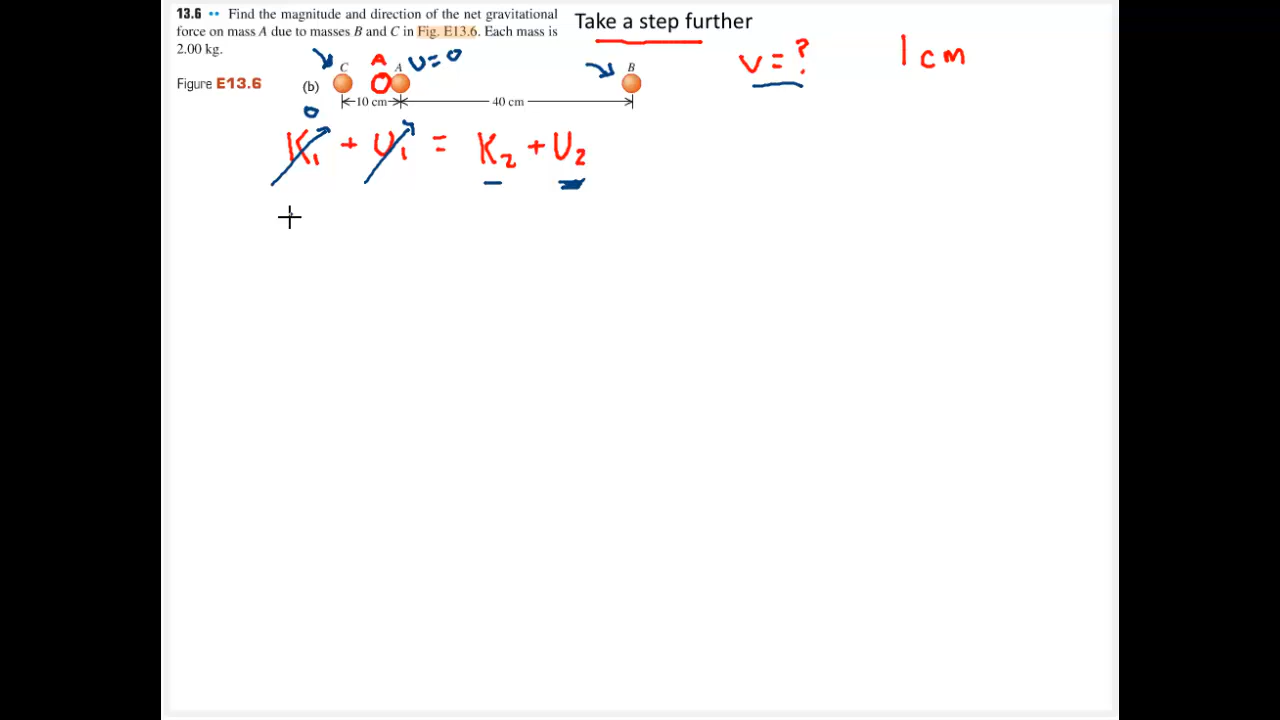 13.6 •• Find the magnitude and direction of the net gravitational
force on mass A due to masses B and C in Fig. E13.6. Each mass is
2.00 kg.
Take a step further
v = ?
1 cm
Figure E13.6
(b)
C
A
A
U = 0
B
10 cm
40 cm
0
K₁ + U₁ = K₂ + U₂